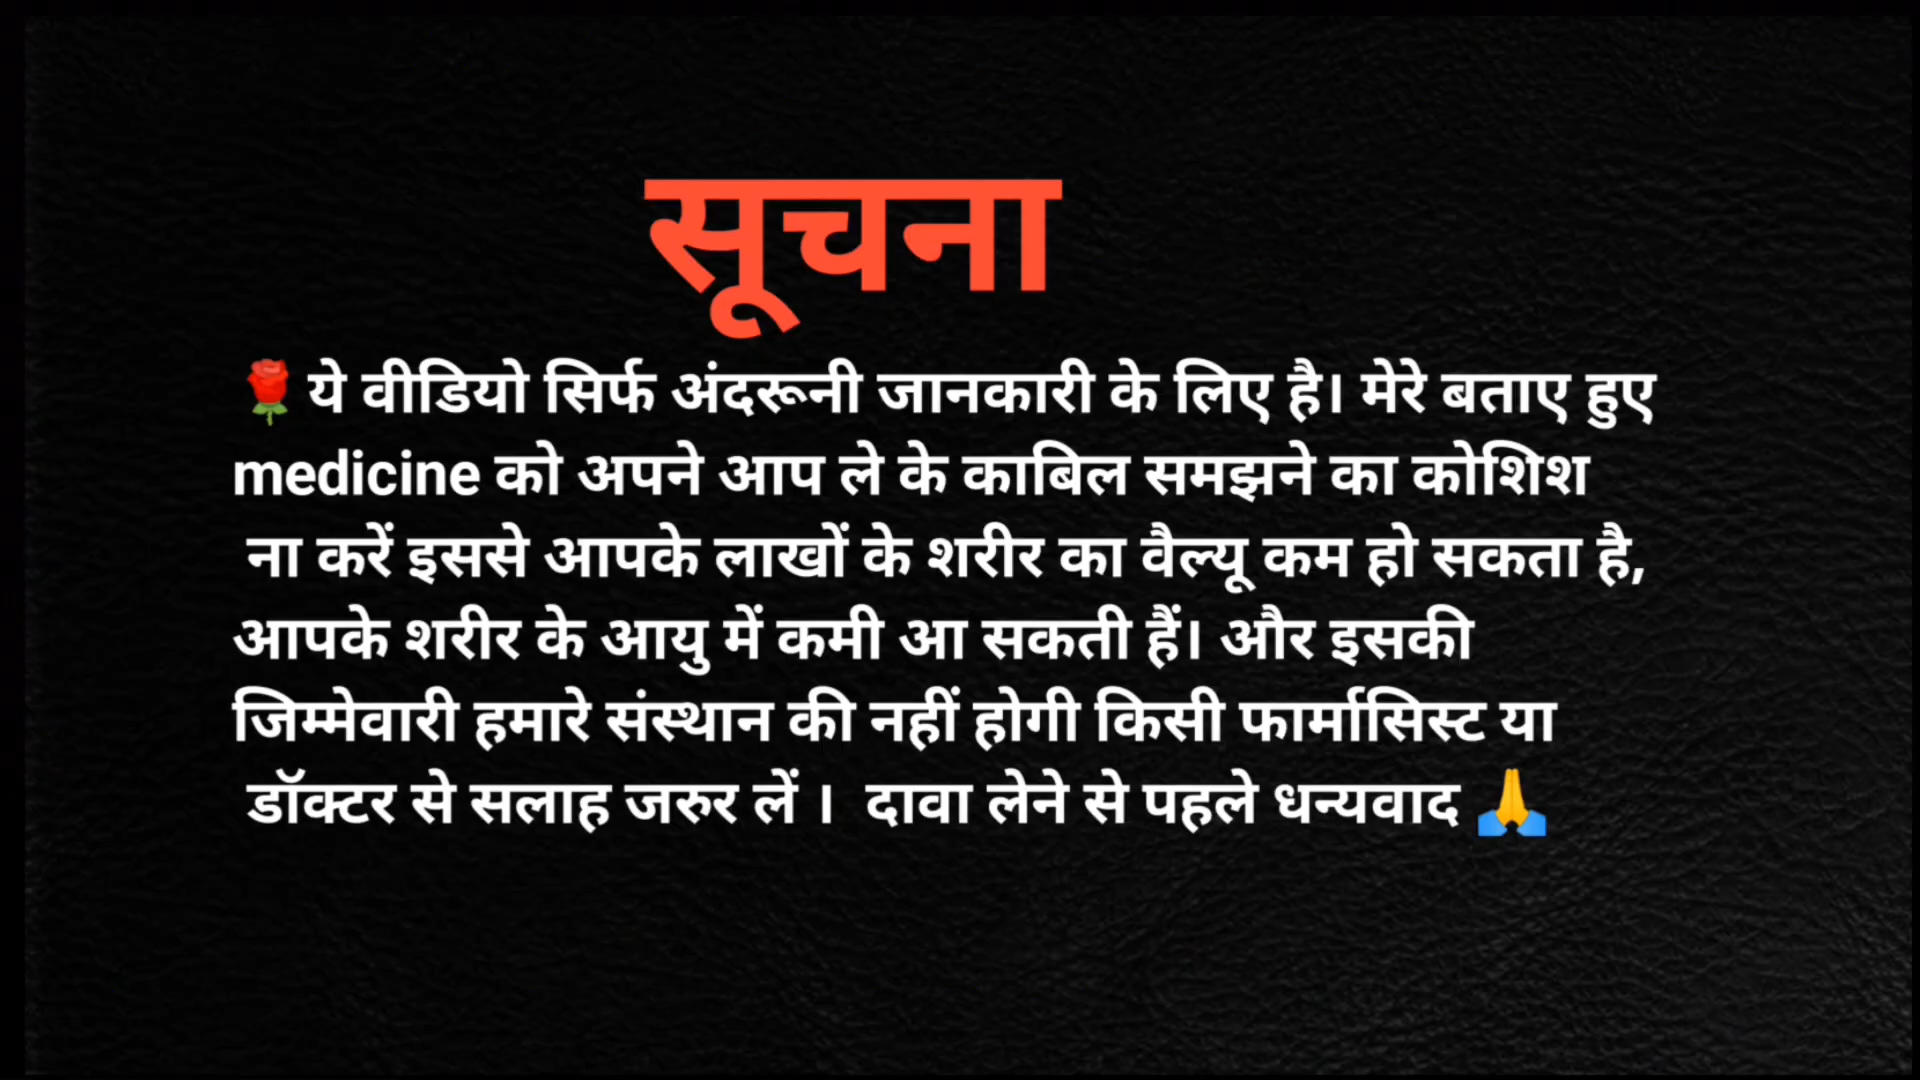 सूचना
🌹ये वीडियो सिर्फ अंदरूनी जानकारी के लिए है। मेरे बताए हुए
medicine को अपने आप ले के काबिल समझने का कोशिश
ना करें इससे आपके लाखों के शरीर का वैल्यू कम हो सकता है,
आपके शरीर के आयु में कमी आ सकती हैं। और इसकी
जिम्मेवारी हमारे संस्थान की नहीं होगी किसी फार्मासिस्ट या
डॉक्टर से सलाह जरुर लें । दावा लेने से पहले धन्यवाद 🙏